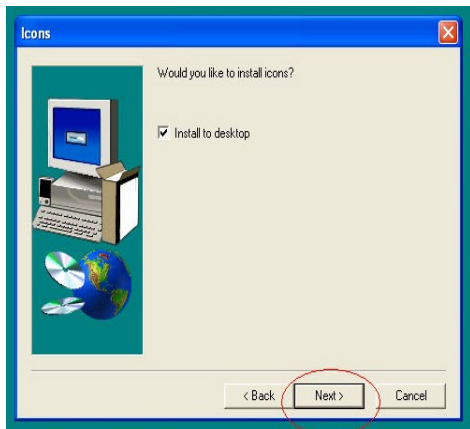 Icons
Would you like to install icons?
Install to desktop
< Back Next > Cancel